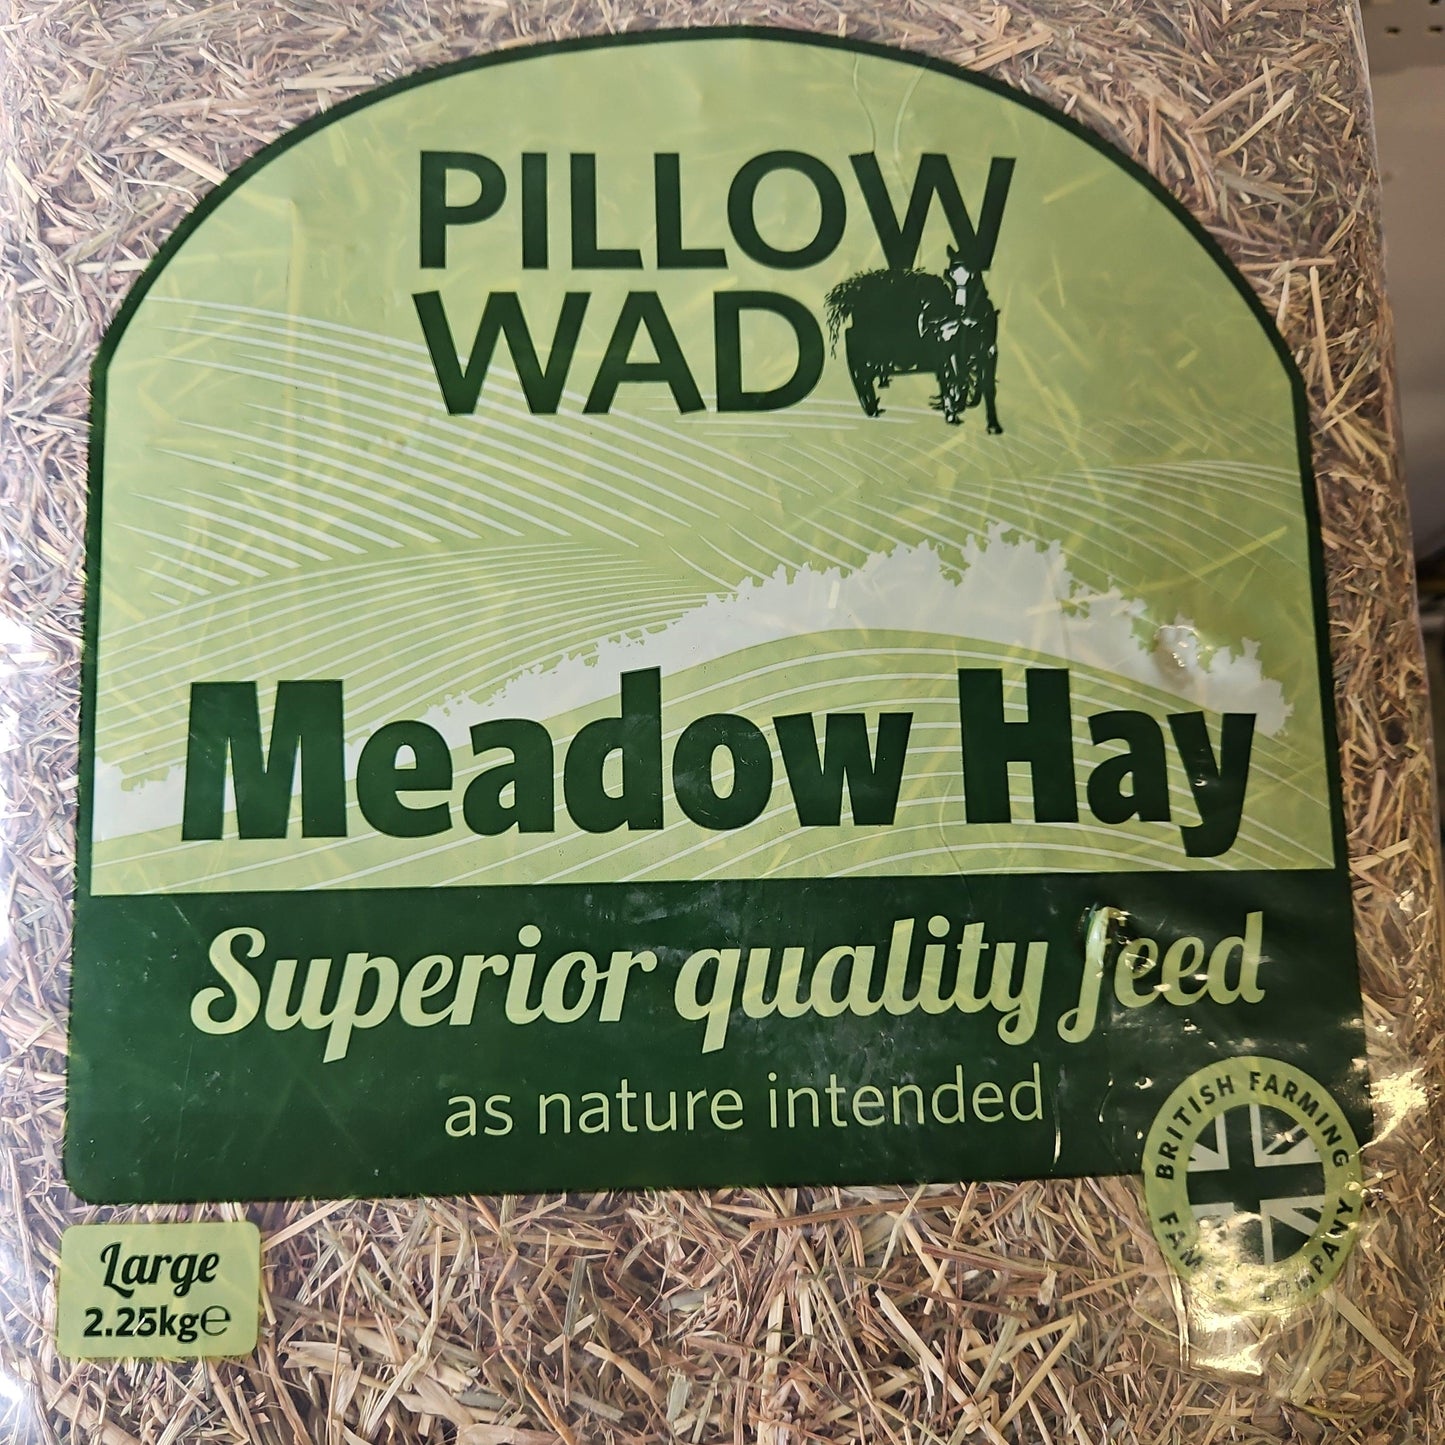 PILLOW
WAD
Meadow Hay
Superior quality feed
as nature intended
BRITISH FARMING
Large
2.25kg℮